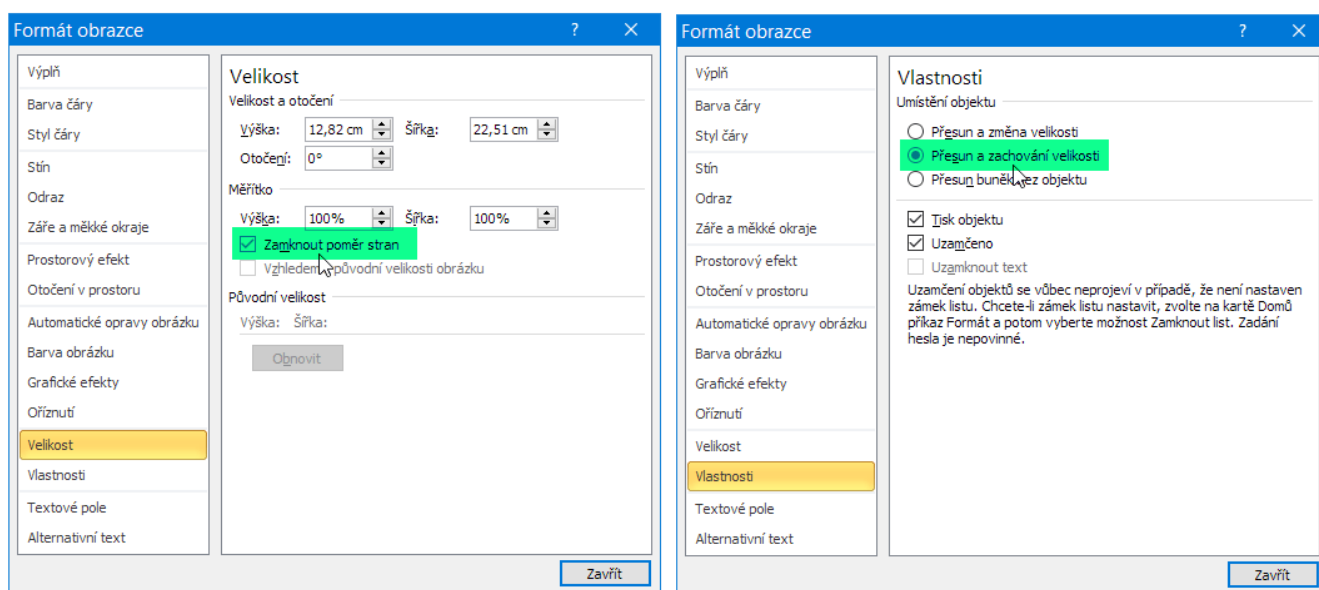 Formát obrazce
?
Výplň
Barva čáry
Styl čáry
Stín
Odraz
Záře a měkké okraje
Prostorový efekt
Otočení v prostoru
Automatické opravy obrázku
Barva obrázku
Grafické efekty
Oříznutí
Velikost
Vlastnosti
Textové pole
Alternativní text
Velikost
Velikost a otočení
Výška: 12,82 cm Šířka: 22,51 cm
Otočení: 0°
Měřítko
Výška: 100% Šířka: 100%
Zamknout poměr stran
Vzhledem původní velikosti obrázku
Původní velikost
Výška: Šířka:
Obnovit
Zavřít
Formát obrazce
?
Výplň
Barva čáry
Styl čáry
Stín
Odraz
Záře a měkké okraje
Prostorový efekt
Otočení v prostoru
Automatické opravy obrázku
Barva obrázku
Grafické efekty
Oříznutí
Velikost
Vlastnosti
Textové pole
Alternativní text
Vlastnosti
Umístění objektu
Přesun a změna velikosti
Přesun a zachování velikosti
Přesun buněk bez objektu
Tisk objektu
Uzamčeno
Uzamknout text
Uzamčení objektů se vůbec neprojeví v případě, že není nastaven
zámek listu. Chcete-li zámek listu nastavit, zvolte na kartě Domů
příkaz Formát a potom vyberte možnost Zamknout list. Zadání
hesla je nepovinné.
Zavřít